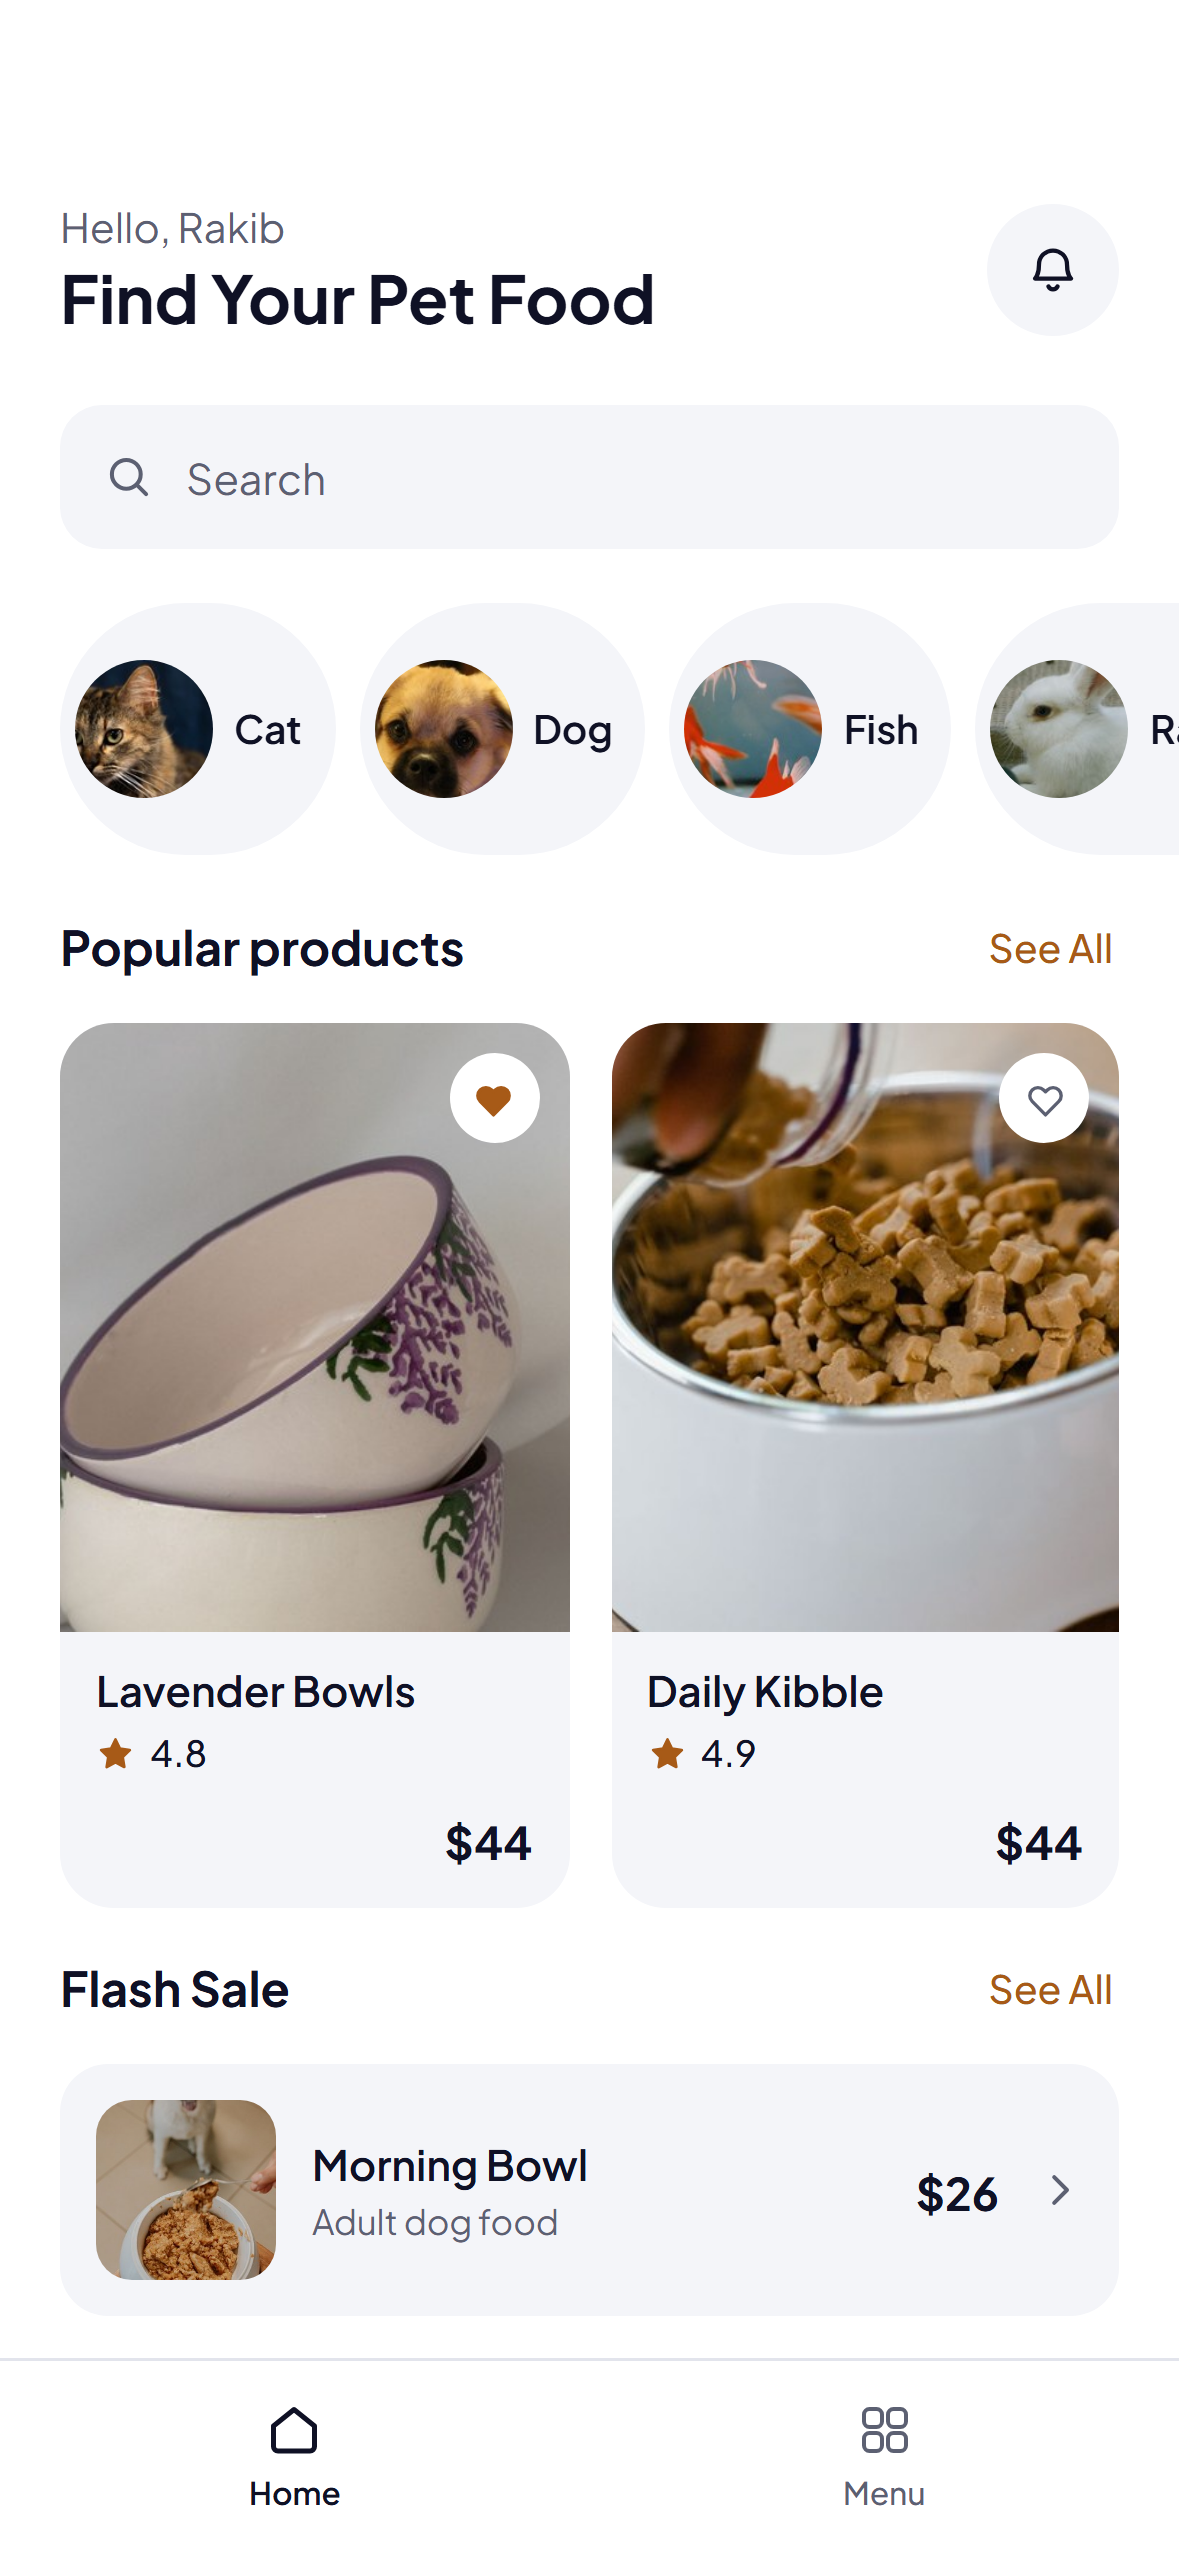 Hello, Rakib
Find Your Pet Food
Search
Cat
Dog
Fish
Popular products
See All
Lavender Bowls
4.8
$44
Daily Kibble
4.9
$44
Flash Sale
See All
Morning Bowl
Adult dog food
$26
Home
Menu